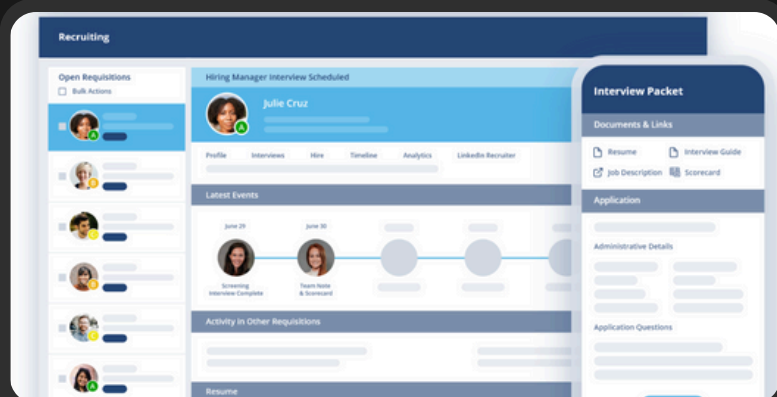 Recruiting
Open Requisitions
Bulk Actions
A
B
C
B
C
A
Hiring Manager Interview Scheduled
Julie Cruz
A
Profile Interviews Hire Timeline Analytics LinkedIn Recruiter
Latest Events
June 29 June 30
Screening
Interview Complete
Team Note
& Scorecard
Activity in Other Requisitions
Resume
Interview Packet
Documents & Links
Resume Interview Guide
Job Description Scorecard
Application
Administrative Details
Application Questions